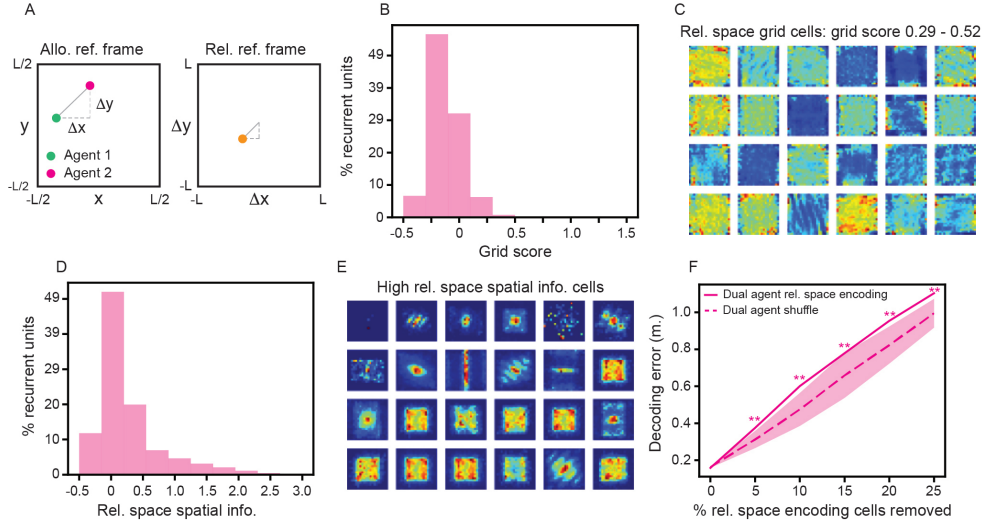 A
Allo. ref. frame
L/2
y
-L/2
-L/2
x
L/2
Δy
Δx
Agent 1
Agent 2
Rel. ref. frame
L
Δy
-L
-L
Δx
L
B
% recurrent units
49
39
29
20
10
0
-0.5
0
0.5
1.0
1.5
Grid score
C
Rel. space grid cells: grid score 0.29 - 0.52
D
% recurrent units
49
39
29
20
10
0
-0.5
0
0.5
1.0
1.5
2.0
2.5
3.0
Rel. space spatial info.
E
High rel. space spatial info. cells
F
Decoding error (m.)
1.0
0.8
0.6
0.4
0.2
Dual agent rel. space encoding
Dual agent shuffle
**
**
**
**
**
0
5
10
15
20
25
% rel. space encoding cells removed